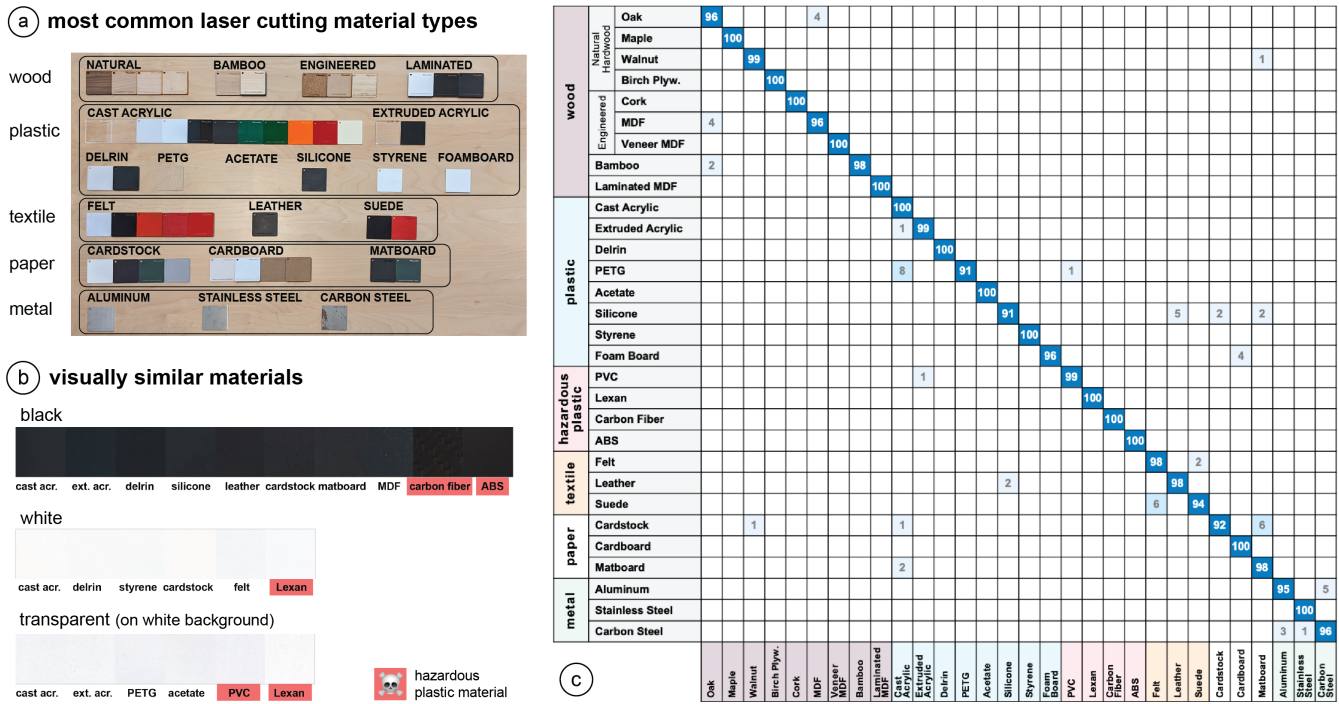 a most common laser cutting material types
wood
NATURAL BAMBOO ENGINEERED LAMINATED
plastic
CAST ACRYLIC EXTRUDED ACRYLIC
DELRIN PETG ACETATE SILICONE STYRENE FOAMBOARD
textile
FELT LEATHER SUEDE
paper
CARDSTOCK CARDBOARD MATBOARD
metal
ALUMINUM STAINLESS STEEL CARBON STEEL
b visually similar materials
black
cast acr. ext. acr. delrin silicone leather cardstock matboard MDF carbon fiber ABS
white
cast acr. delrin styrene cardstock felt Lexan
transparent (on white background)
cast acr. ext. acr. PETG acetate PVC Lexan
hazardous
plastic material
wood
Natural
Hardwood
Oak 96 4
Maple 100
Walnut 99 1
Birch Plyw. 100
Engineered
Cork 100
MDF 4 96
Veneer MDF 100
Bamboo 2 98
Laminated MDF 100
plastic
Cast Acrylic 100
Extruded Acrylic 1 99
Delrin 100
PETG 8 91 1
Acetate 100
Silicone 91 5 2 2
Styrene 100
Foam Board 96 4
hazardous
plastic
PVC 1 99
Lexan 100
Carbon Fiber 100
ABS 100
textile
Felt 98 2
Leather 2 98
Suede 6 94
paper
Cardstock 1 1 92 6
Cardboard 100
Matboard 2 98
metal
Aluminum 95 5
Stainless Steel 100
Carbon Steel 3 1 96
c
Oak
Maple
Walnut
Birch Plyw.
Cork
MDF
Veneer
MDF
Bamboo
Laminated
MDF
Cast
Acrylic
Extruded
Acrylic
Delrin
PETG
Acetate
Silicone
Styrene
Foam
Board
PVC
Lexan
Carbon
Fiber
ABS
Felt
Leather
Suede
Cardstock
Cardboard
Matboard
Aluminum
Stainless
Steel
Carbon
Steel